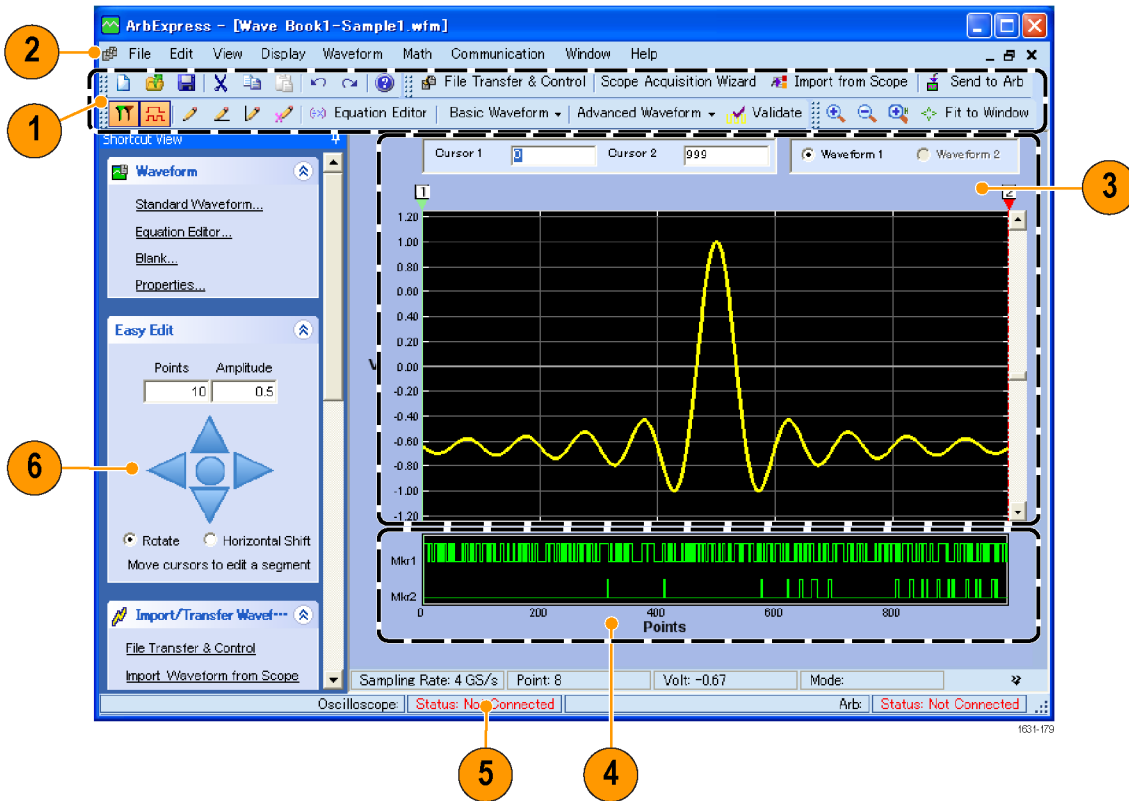 ArbExpress - [Wave Book1-Sample1.wfm]
2
File Edit View Display Waveform Math Communication Window Help
1
File Transfer & Control Scope Acquisition Wizard Import from Scope Send to Arb
Equation Editor Basic Waveform Advanced Waveform Validate Fit to Window
Shortcut View
Cursor 1 0 Cursor 2 999 Waveform 1 Waveform 2
3
Waveform
1 2
Standard Waveform...
Equation Editor...
Blank...
Properties...
1.20
1.00
0.80
0.60
0.40
0.20
0.00
-0.20
-0.40
-0.60
-0.80
-1.00
-1.20
V
Easy Edit
Points Amplitude
10 0.5
6
Rotate Horizontal Shift
Move cursors to edit a segment
Mkr1
Mkr2
0 200 400 600 800
Points
Import/Transfer Wavef...
File Transfer & Control
Import Waveform from Scope
Sampling Rate: 4 GS/s Point: 8 Volt: -0.67 Mode:
Oscilloscope: Status: Not Connected Arb: Status: Not Connected
1631-179
5
4